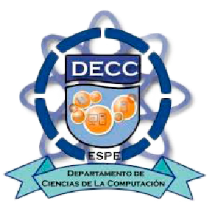 DECC
ESPE
DEPARTAMENTO DE
CIENCIAS DE LA COMPUTACIÓN